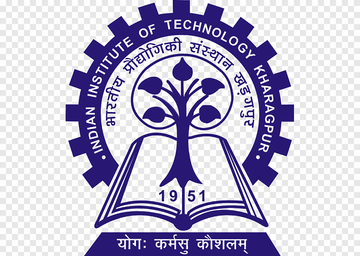 INDIAN INSTITUTE OF TECHNOLOGY KHARAGPUR
भारतीय प्रौद्योगिकी संस्थान खड़गपुर
1951
योगः कर्मसु कौशलम्